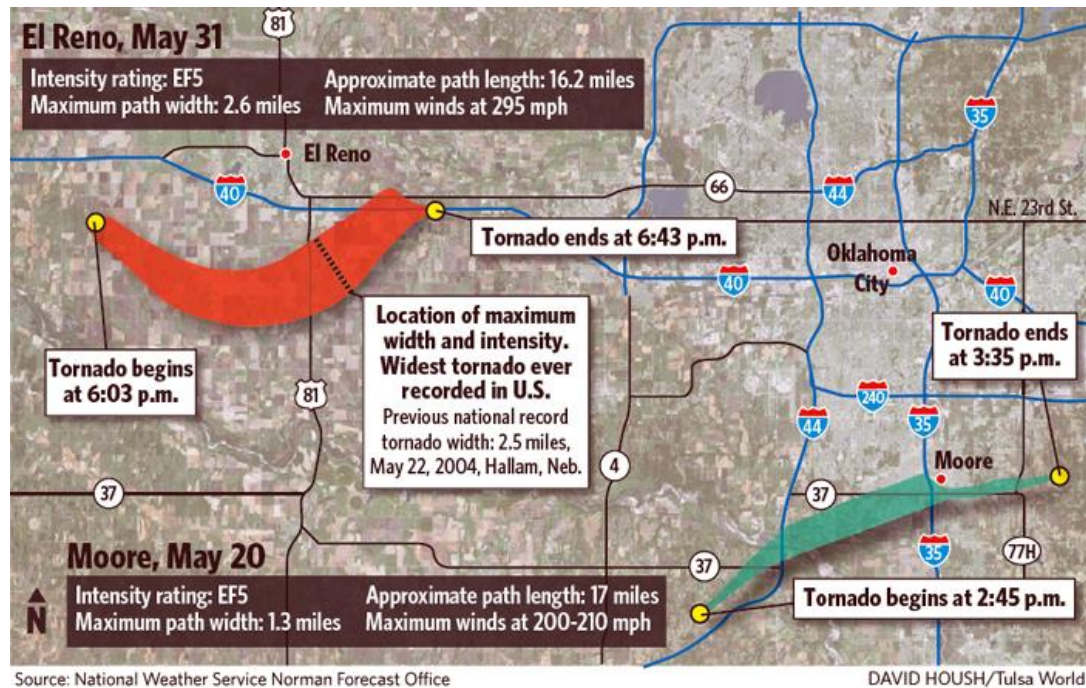 El Reno, May 31
Intensity rating: EF5
Maximum path width: 2.6 miles
Approximate path length: 16.2 miles
Maximum winds at 295 mph
81
El Reno
40
66
44
35
N.E. 23rd St.
Tornado ends at 6:43 p.m.
Oklahoma
City
40
40
Tornado begins
at 6:03 p.m.
Location of maximum
width and intensity.
Widest tornado ever
recorded in U.S.
Previous national record
tornado width: 2.5 miles,
May 22, 2004, Hallam, Neb.
Tornado ends
at 3:35 p.m.
81
240
44
35
4
Moore
37
37
37
35
77H
Moore, May 20
Intensity rating: EF5
Maximum path width: 1.3 miles
Approximate path length: 17 miles
Maximum winds at 200-210 mph
N
Tornado begins at 2:45 p.m.
Source: National Weather Service Norman Forecast Office
DAVID HOUSH/Tulsa World